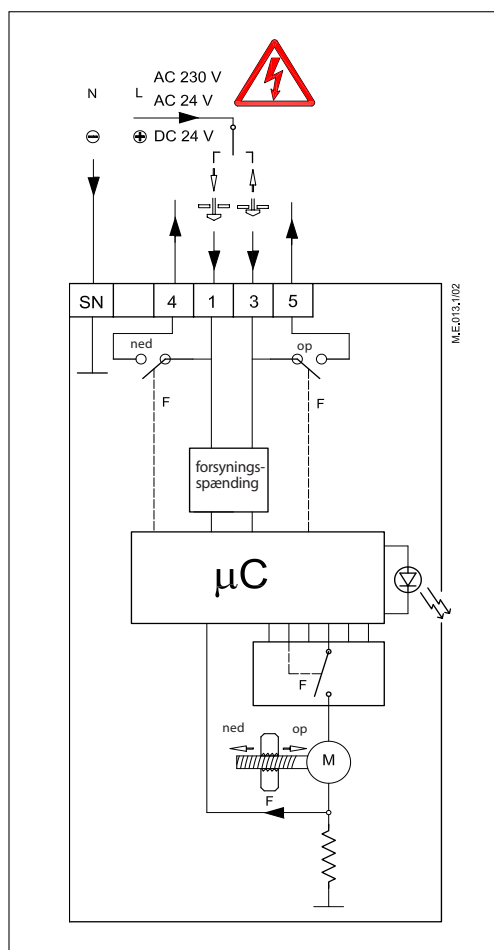 AC 230 V
N L AC 24 V
⊖ ⊕ DC 24 V
SN 4 1 3 5
M.E.013.1/02
ned op
F F
forsynings-
spænding
μC
F
ned op
M
F